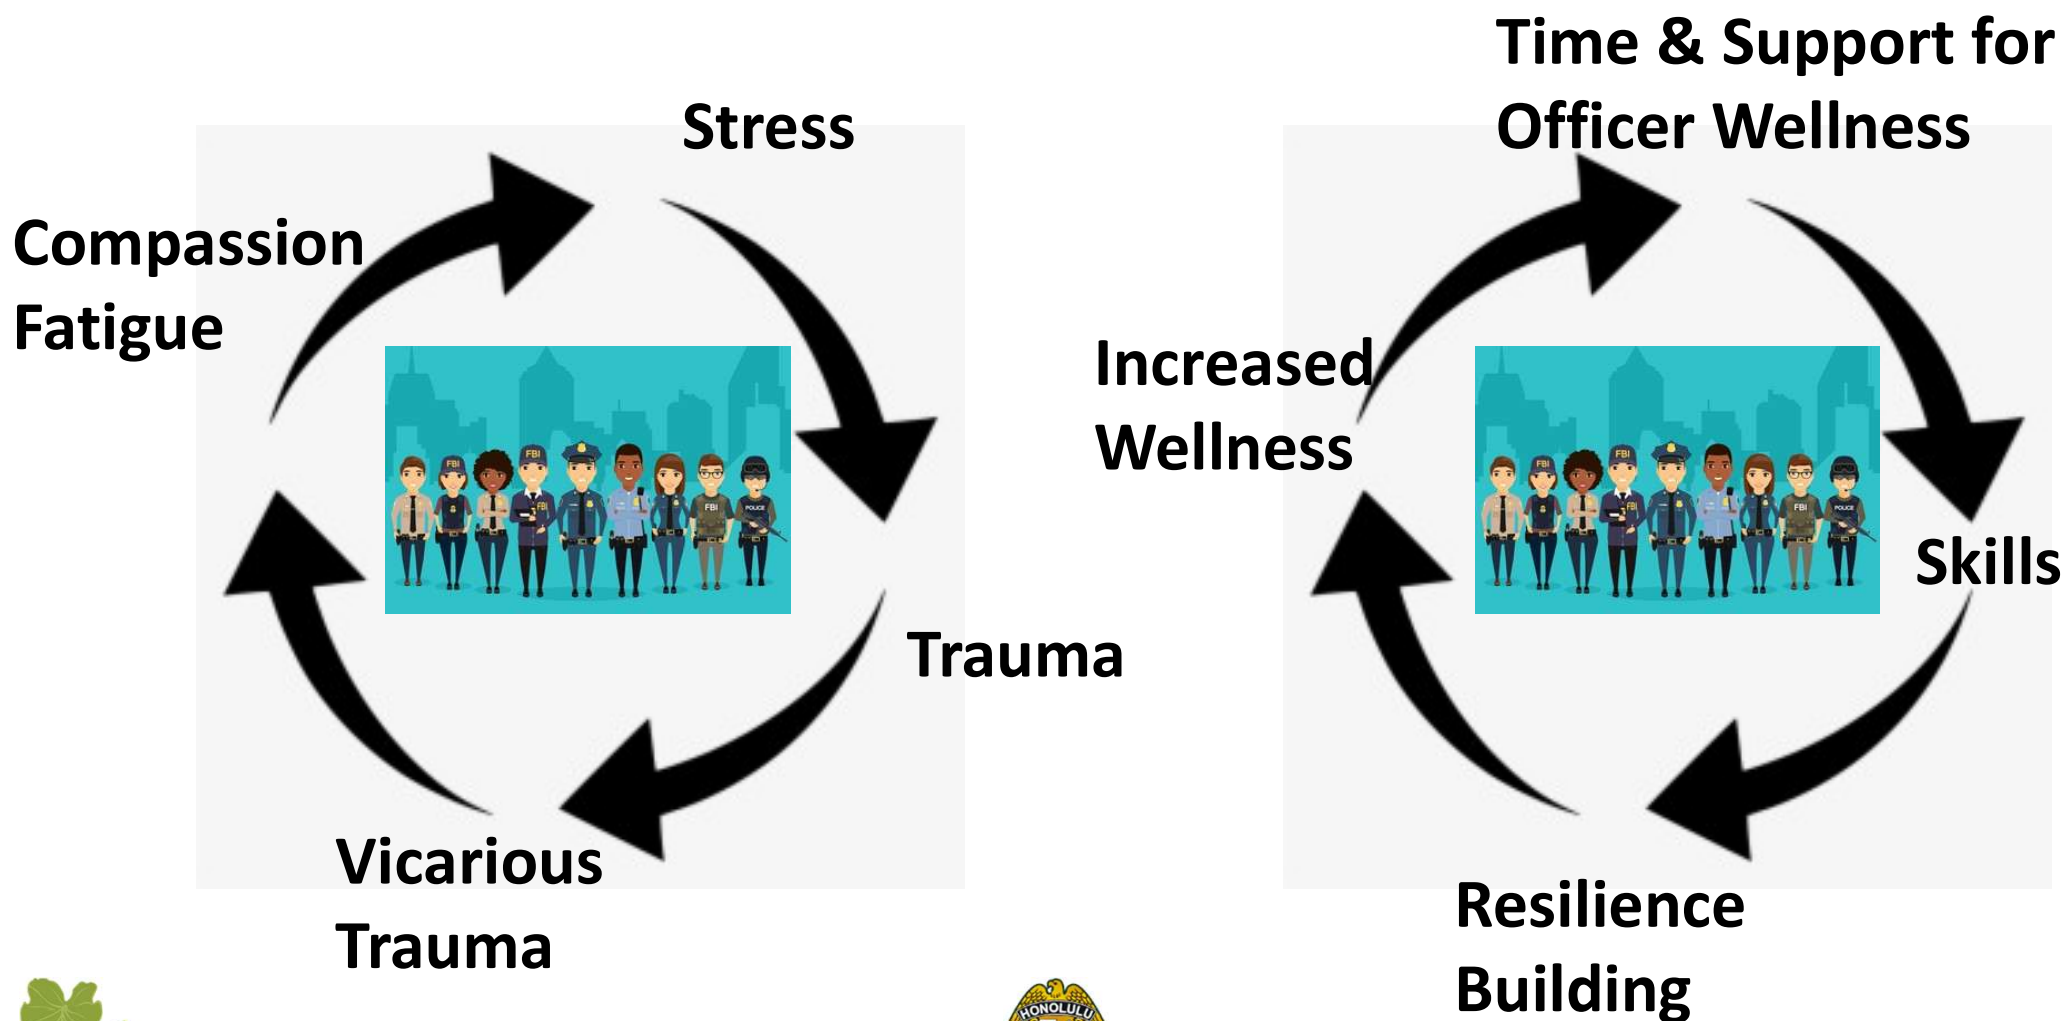 Stress
Compassion
Fatigue
Trauma
Vicarious
Trauma
Time & Support for
Officer Wellness
Increased
Wellness
Skills
Resilience
Building
FBI
FBI
FBI
FBI
POLICE
FBI
FBI
FBI
FBI
POLICE
HONOLULU